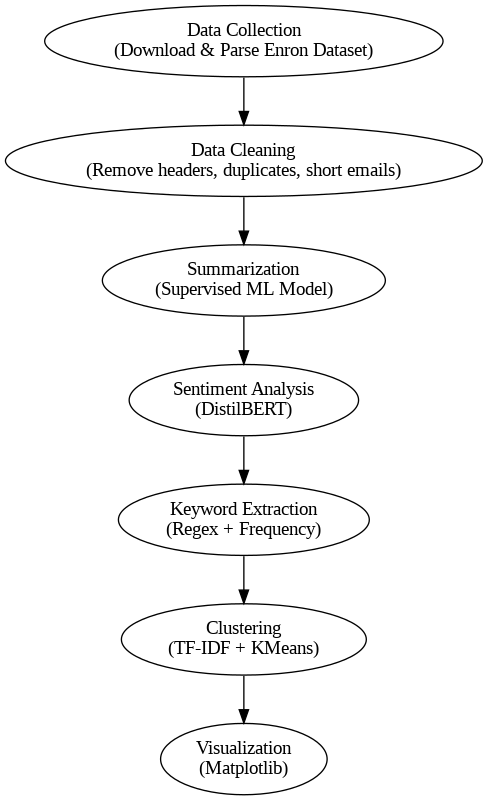 Data Collection
(Download & Parse Enron Dataset)
Data Cleaning
(Remove headers, duplicates, short emails)
Summarization
(Supervised ML Model)
Sentiment Analysis
(DistilBERT)
Keyword Extraction
(Regex + Frequency)
Clustering
(TF-IDF + KMeans)
Visualization
(Matplotlib)